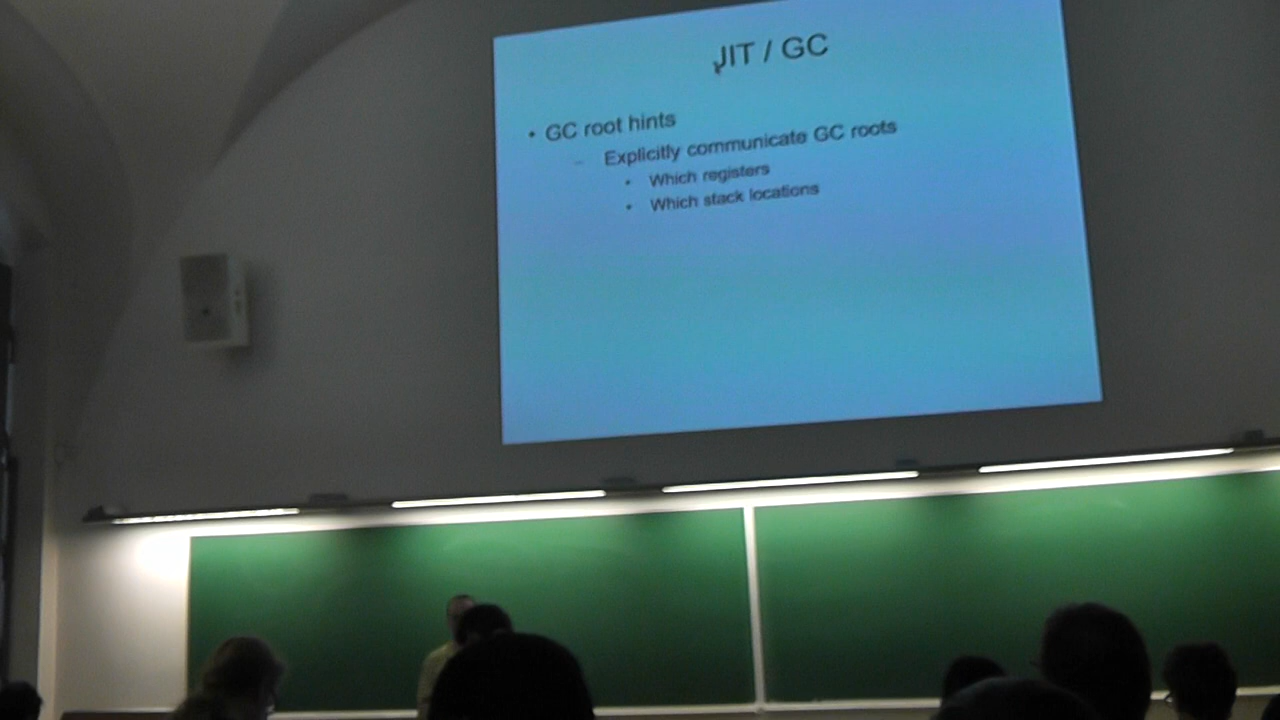 JIT / GC
• GC root hints
– Explicitly communicate GC roots
• Which registers
• Which stack locations